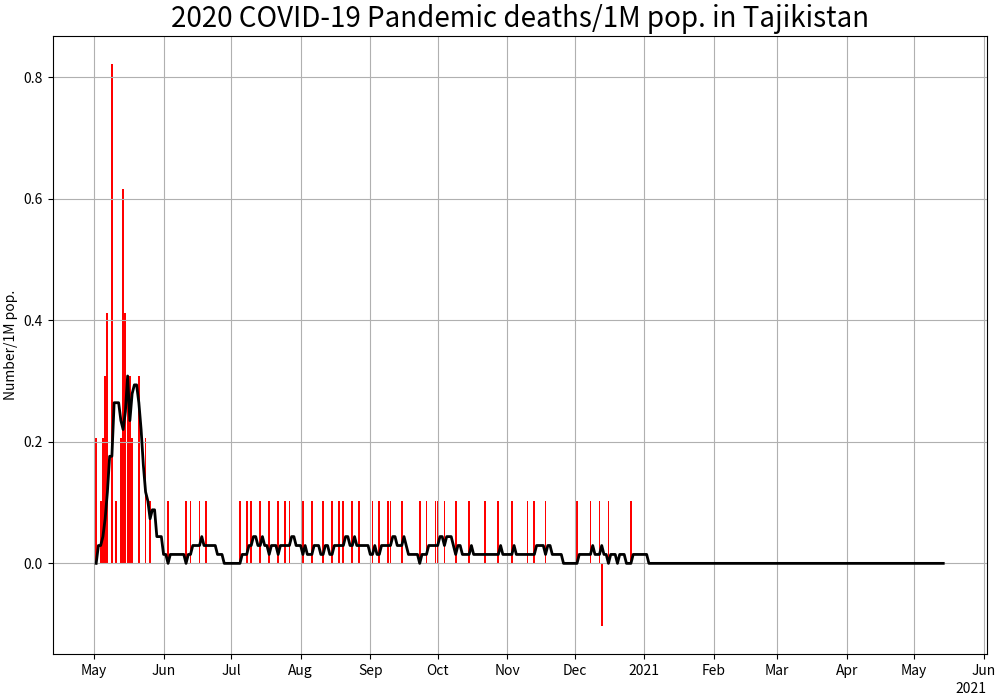 2020 COVID-19 Pandemic deaths/1M pop. in Tajikistan
Number/1M pop.
0.8
0.6
0.4
0.2
0.0
May Jun Jul Aug Sep Oct Nov Dec 2021 Feb Mar Apr May Jun
2021